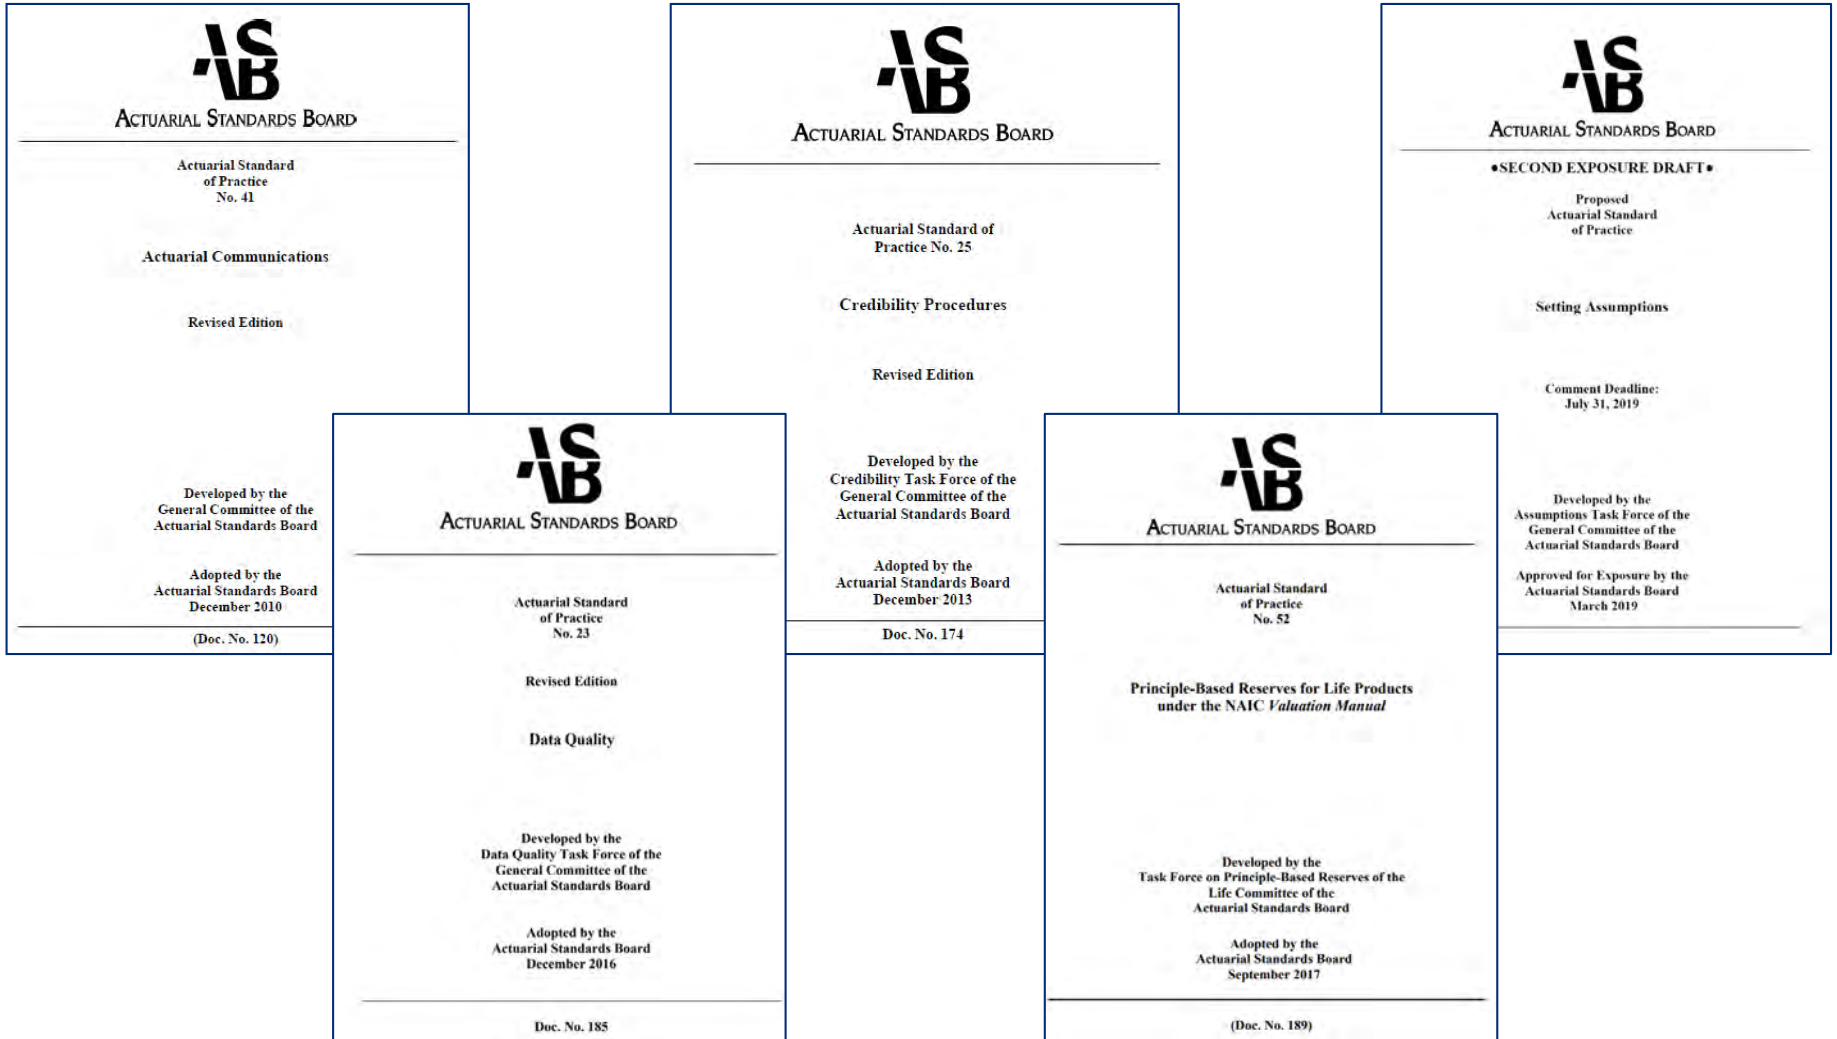 ASB
ACTUARIAL STANDARDS BOARD
Actuarial Standard
of Practice
No. 41
Actuarial Communications
Revised Edition
Developed by the
General Committee of the
Actuarial Standards Board
Adopted by the
Actuarial Standards Board
December 2010
(Doc. No. 120)
ASB
ACTUARIAL STANDARDS BOARD
Actuarial Standard
of Practice
No. 23
Revised Edition
Data Quality
Developed by the
Data Quality Task Force of the
General Committee of the
Actuarial Standards Board
Adopted by the
Actuarial Standards Board
December 2016
Doc. No. 185
ASB
ACTUARIAL STANDARDS BOARD
Actuarial Standard of
Practice No. 25
Credibility Procedures
Revised Edition
Developed by the
Credibility Task Force of the
General Committee of the
Actuarial Standards Board
Adopted by the
Actuarial Standards Board
December 2013
Doc. No. 174
ASB
ACTUARIAL STANDARDS BOARD
Actuarial Standard
of Practice
No. 52
Principle-Based Reserves for Life Products
under the NAIC Valuation Manual
Developed by the
Task Force on Principle-Based Reserves of the
Life Committee of the
Actuarial Standards Board
Adopted by the
Actuarial Standards Board
September 2017
(Doc. No. 189)
ASB
ACTUARIAL STANDARDS BOARD
●SECOND EXPOSURE DRAFT●
Proposed
Actuarial Standard
of Practice
Setting Assumptions
Comment Deadline:
July 31, 2019
Developed by the
Assumptions Task Force of the
General Committee of the
Actuarial Standards Board
Approved for Exposure by the
Actuarial Standards Board
March 2019